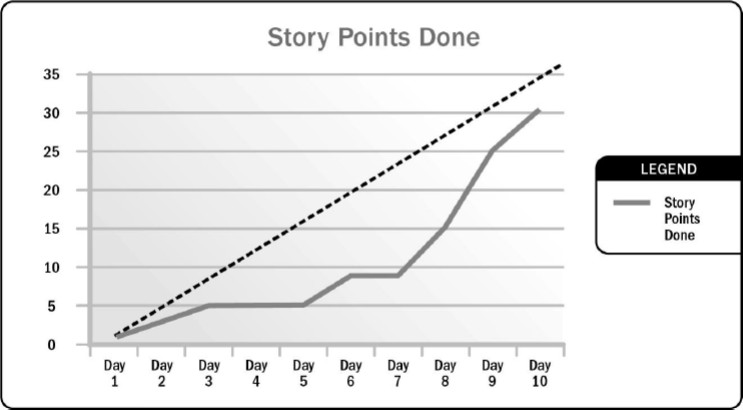 Story Points Done
35
30
25
20
15
10
5
0
Day Day Day Day Day Day Day Day Day Day
1 2 3 4 5 6 7 8 9 10
LEGEND
Story
Points
Done